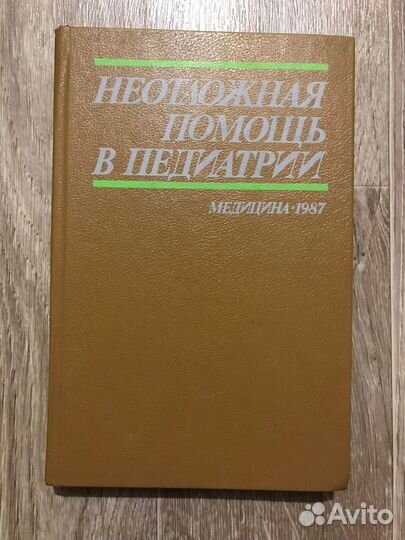 НЕОТЛОЖНАЯ
ПОМОЩЬ
В ПЕДИАТРИИ
МЕДИЦИНА·1987
Avito